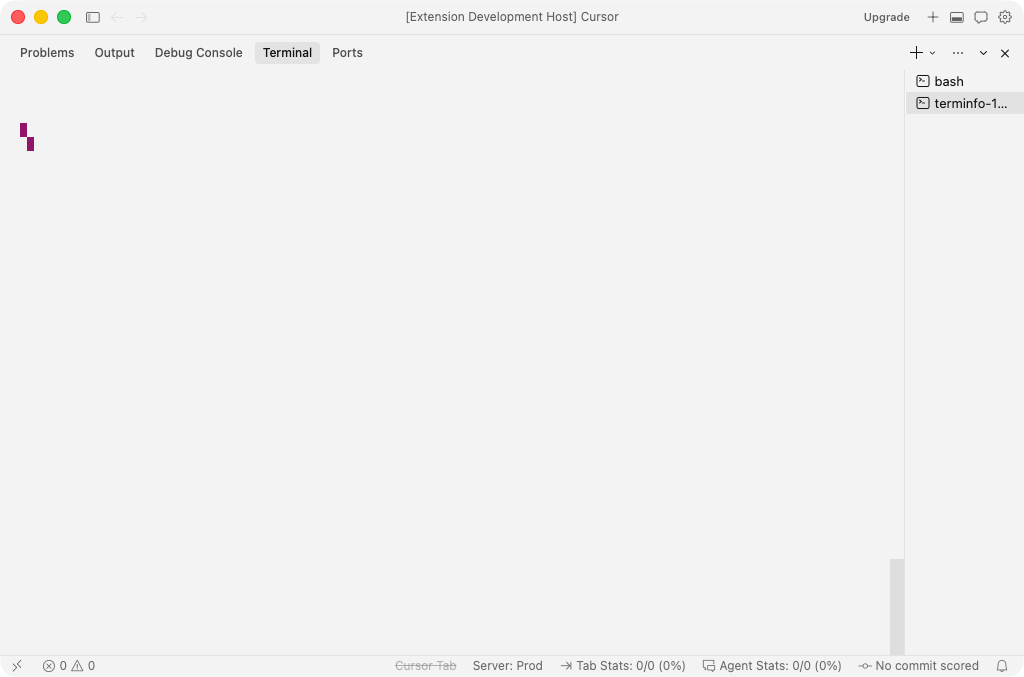 [Extension Development Host] Cursor
Upgrade
Problems Output Debug Console Terminal Ports
bash
terminfo-1...
0 0 Cursor Tab Server: Prod Tab Stats: 0/0 (0%) Agent Stats: 0/0 (0%) No commit scored